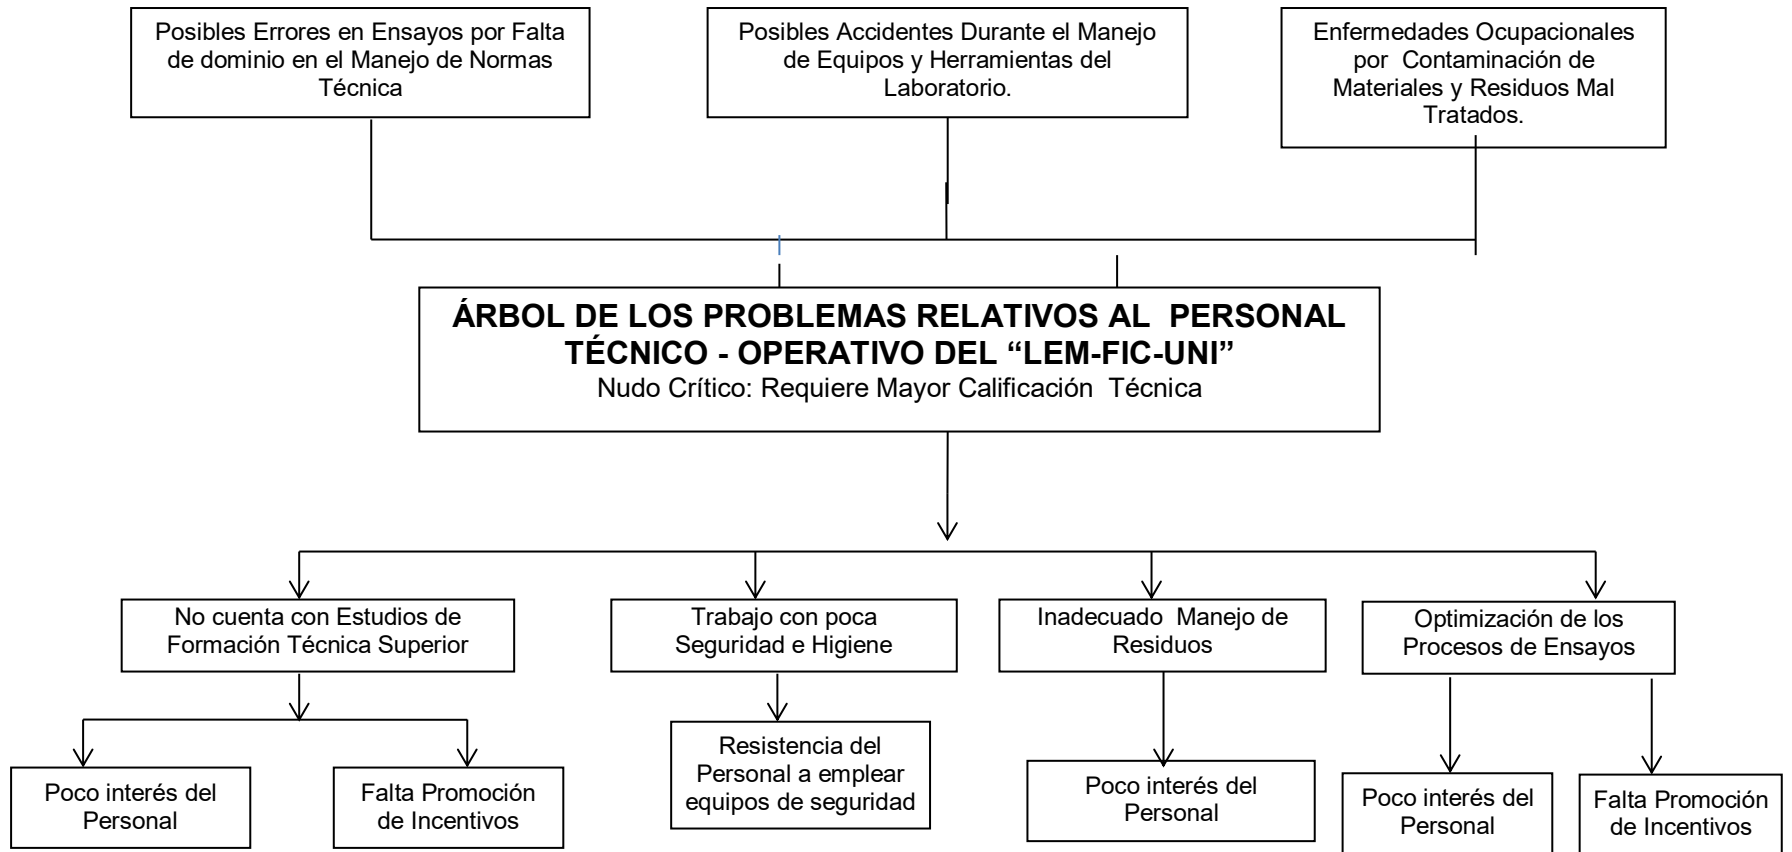 Posibles Errores en Ensayos por Falta
de dominio en el Manejo de Normas
Técnica
Posibles Accidentes Durante el Manejo
de Equipos y Herramientas del
Laboratorio.
Enfermedades Ocupacionales
por Contaminación de
Materiales y Residuos Mal
Tratados.
ÁRBOL DE LOS PROBLEMAS RELATIVOS AL PERSONAL
TÉCNICO - OPERATIVO DEL “LEM-FIC-UNI”
Nudo Crítico: Requiere Mayor Calificación Técnica
No cuenta con Estudios de
Formación Técnica Superior
Trabajo con poca
Seguridad e Higiene
Inadecuado Manejo de
Residuos
Optimización de los
Procesos de Ensayos
Poco interés del
Personal
Falta Promoción
de Incentivos
Resistencia del
Personal a emplear
equipos de seguridad
Poco interés del
Personal
Poco interés del
Personal
Falta Promoción
de Incentivos